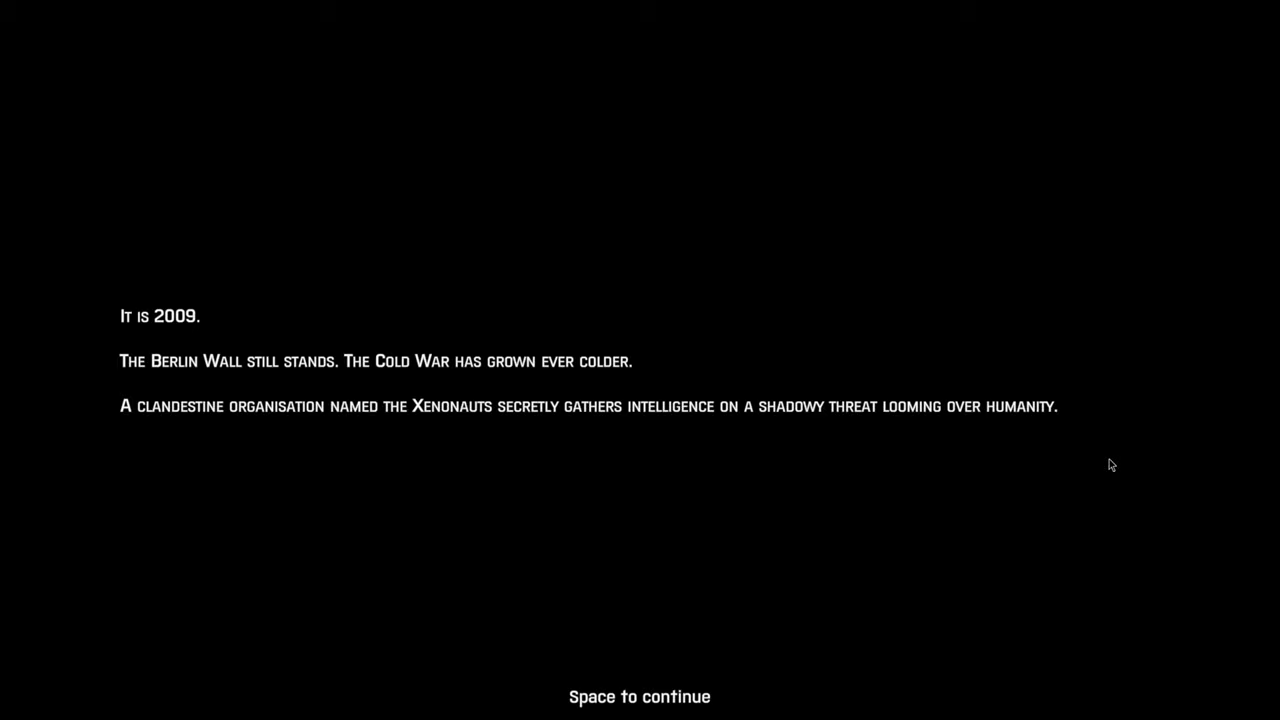 It is 2009.
The Berlin Wall still stands. The Cold War has grown ever colder.
A clandestine organisation named the Xenonauts secretly gathers intelligence on a shadowy threat looming over humanity.
Space to continue